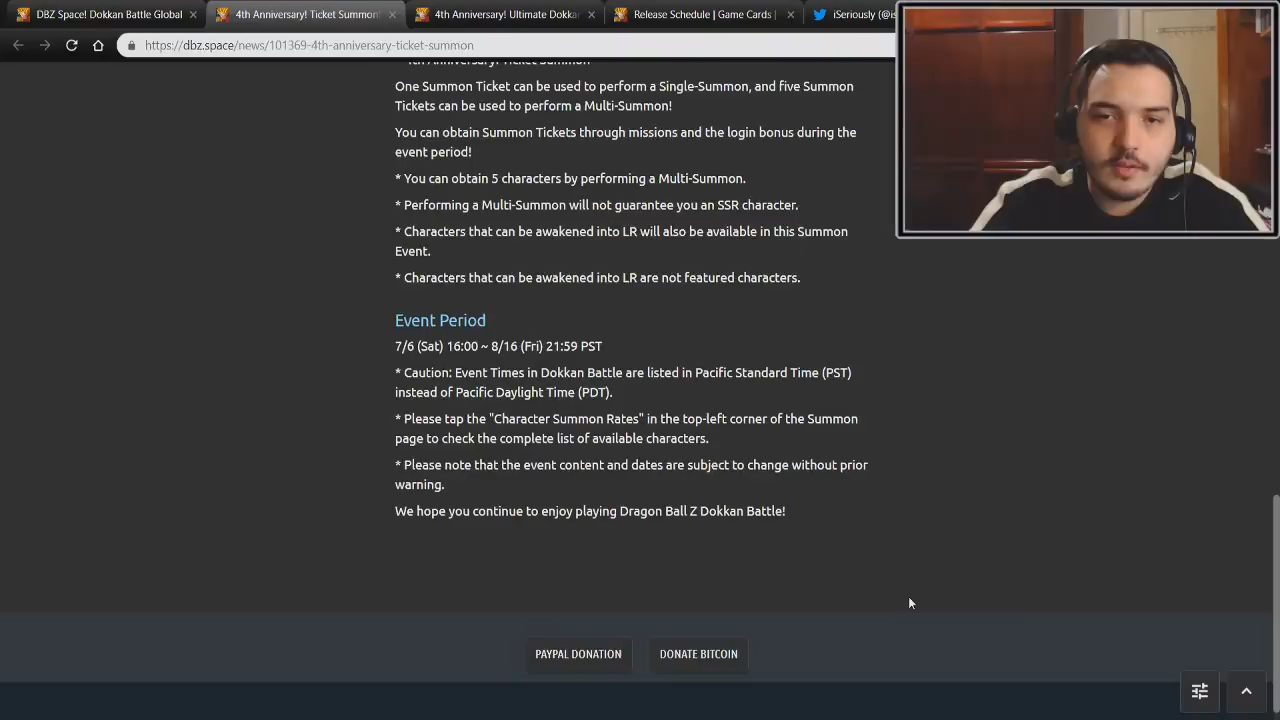 DBZ Space! Dokkan Battle Global
4th Anniversary! Ticket Summon!
4th Anniversary! Ultimate Dokka
Release Schedule | Game Cards |
iSeriously (@is
https://dbz.space/news/101369-4th-anniversary-ticket-summon
4th Anniversary! Ticket Summon
One Summon Ticket can be used to perform a Single-Summon, and five Summon
Tickets can be used to perform a Multi-Summon!
You can obtain Summon Tickets through missions and the login bonus during the
event period!
* You can obtain 5 characters by performing a Multi-Summon.
* Performing a Multi-Summon will not guarantee you an SSR character.
* Characters that can be awakened into LR will also be available in this Summon
Event.
* Characters that can be awakened into LR are not featured characters.
Event Period
7/6 (Sat) 16:00 ~ 8/16 (Fri) 21:59 PST
* Caution: Event Times in Dokkan Battle are listed in Pacific Standard Time (PST)
instead of Pacific Daylight Time (PDT).
* Please tap the "Character Summon Rates" in the top-left corner of the Summon
page to check the complete list of available characters.
* Please note that the event content and dates are subject to change without prior
warning.
We hope you continue to enjoy playing Dragon Ball Z Dokkan Battle!
PAYPAL DONATION
DONATE BITCOIN